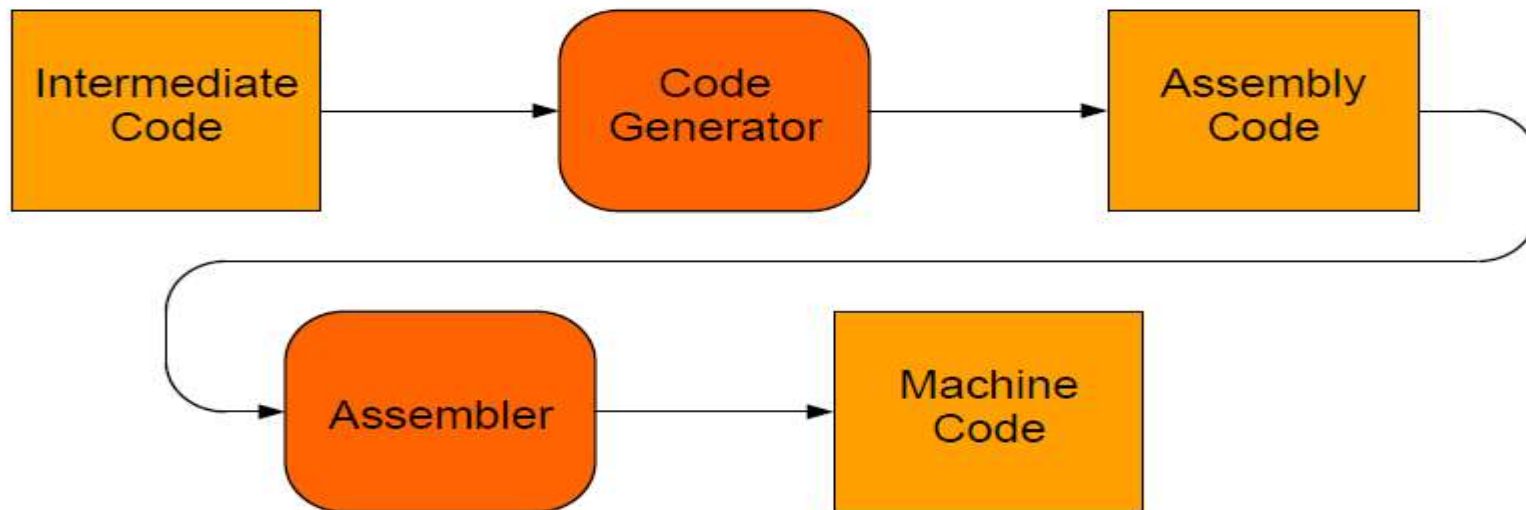 Intermediate
Code
Code
Generator
Assembly
Code
Assembler
Machine
Code